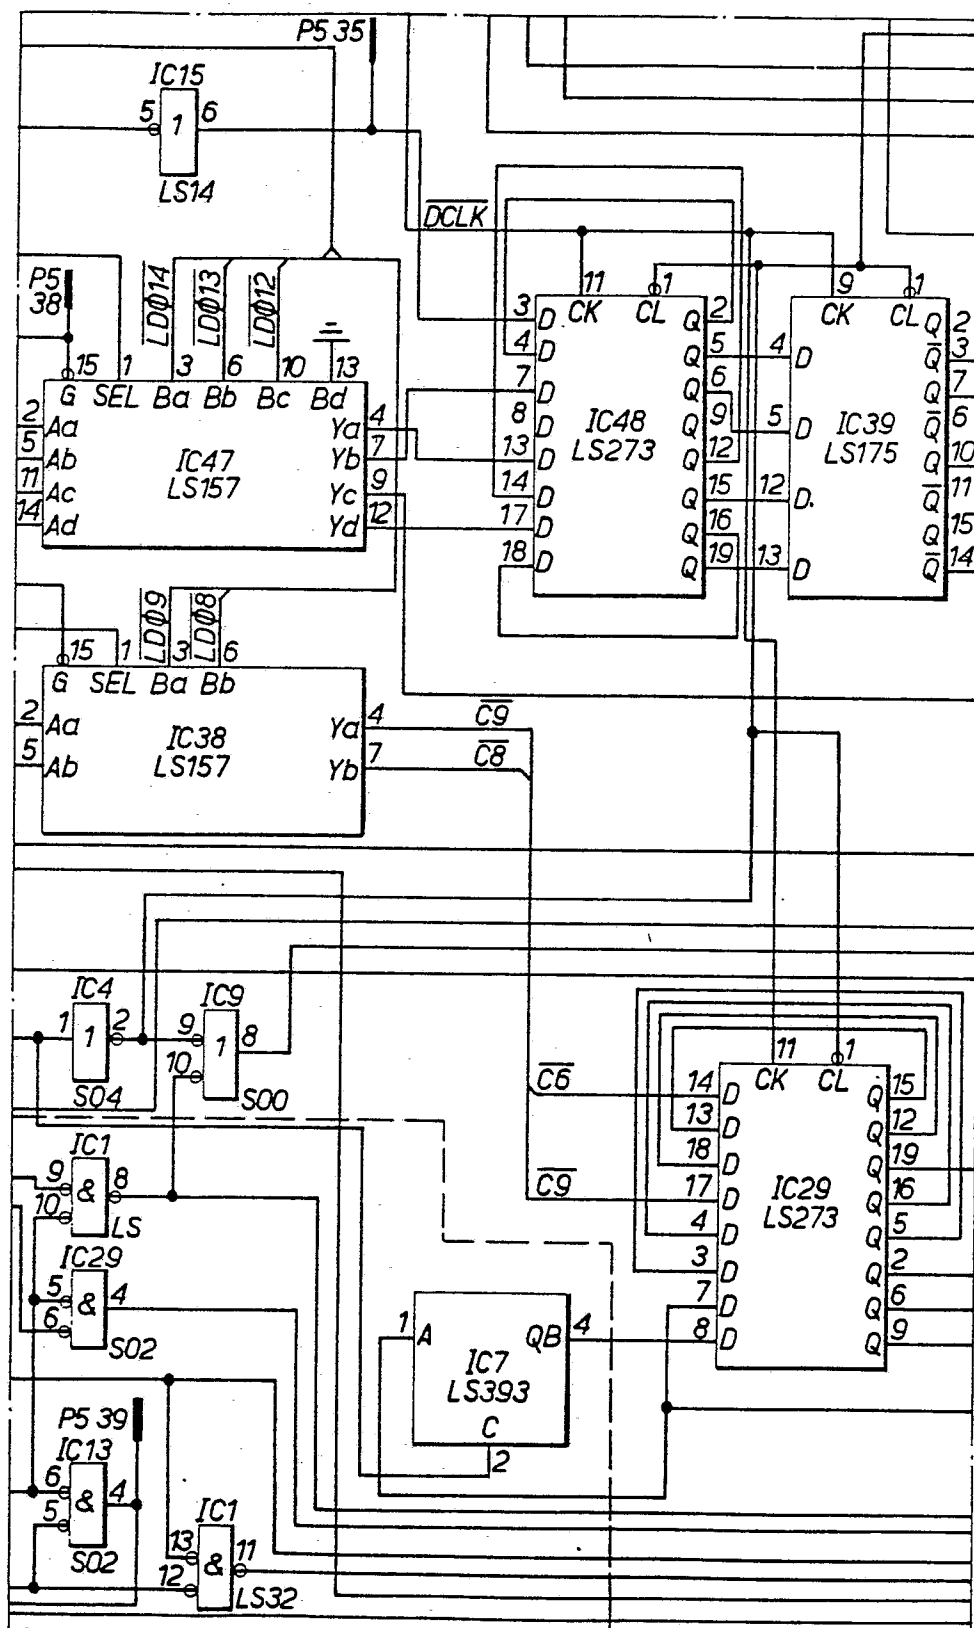 P5 35
IC15
5 1 6
LS14
DCLK
P5 38
LDØ14
LDØ13
LDØ12
15 1 3 6 10 13
G SEL Ba Bb Bc Bd
2 Aa
5 Ab
11 Ac
14 Ad
IC47
LS157
Ya 4
Yb 7
Yc 9
Yd 12
11 1
CK CL
3 D
4 D
7 D
8 D
13 D
14 D
17 D
18 D
IC48
LS273
Q 2
Q 5
Q 6
Q 9
Q 12
Q 15
Q 16
Q 19
9 1
CK CL
4 D
5 D
12 D.
13 D
IC39
LS175
Q 2
Q 3
Q 7
Q 6
Q 10
Q 11
Q 15
Q 14
LDØ9
LDØ8
15 1 3 6
G SEL Ba Bb
2 Aa
5 Ab
IC38
LS157
Ya 4
Yb 7
C9
C8
IC4
1 1 2
S04
IC9
9
10
1 8
S00
C6
C9
11 1
CK CL
14 D
13 D
18 D
17 D
4 D
3 D
7 D
8 D
IC29
LS273
Q 15
Q 12
Q 19
Q 16
Q 5
Q 2
Q 6
Q 9
IC1
9
10
& 8
LS
IC29
5
6
& 4
S02
1 A
QB 4
IC7
LS393
C
2
P5 39
IC13
6
5
& 4
S02
IC1
13
12
& 11
LS32